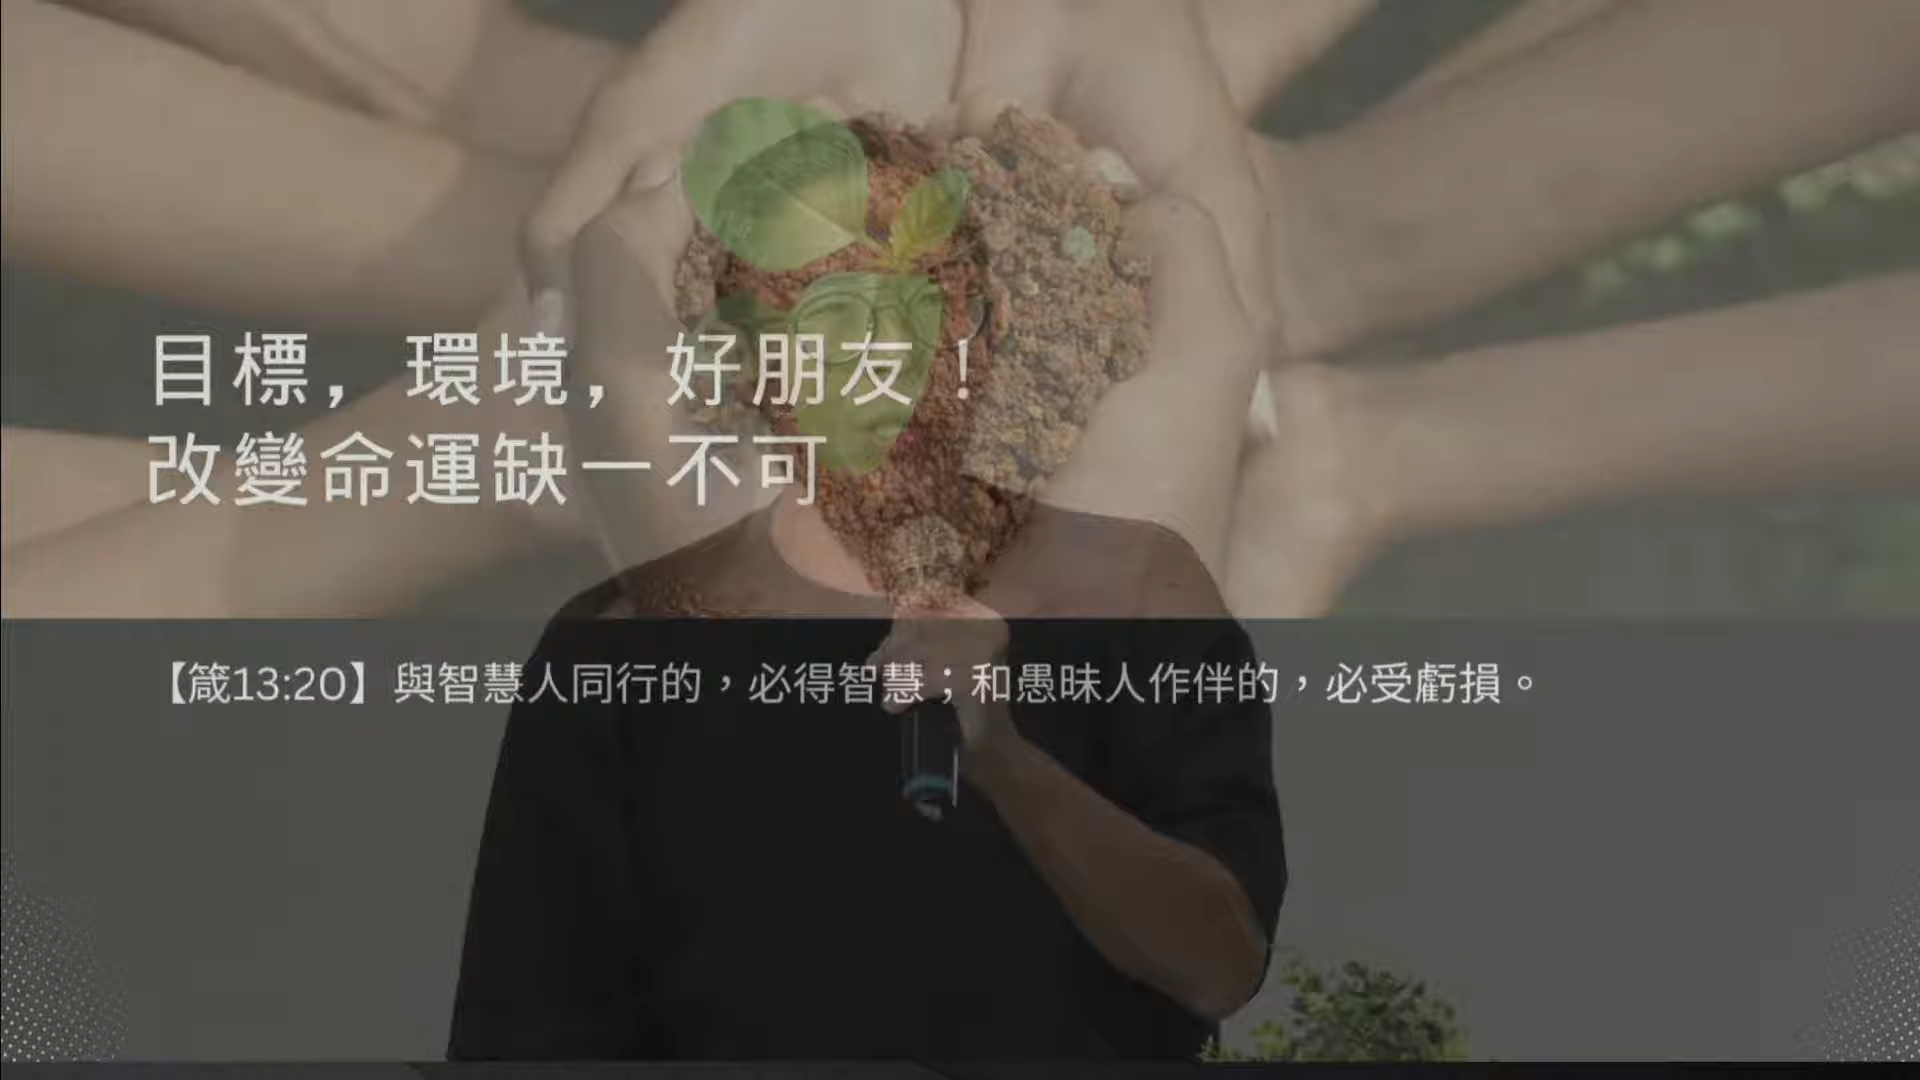 目標，環境，好朋友！
改變命運缺一不可
【箴13:20】與智慧人同行的，必得智慧；和愚昧人作伴的，必受虧損。